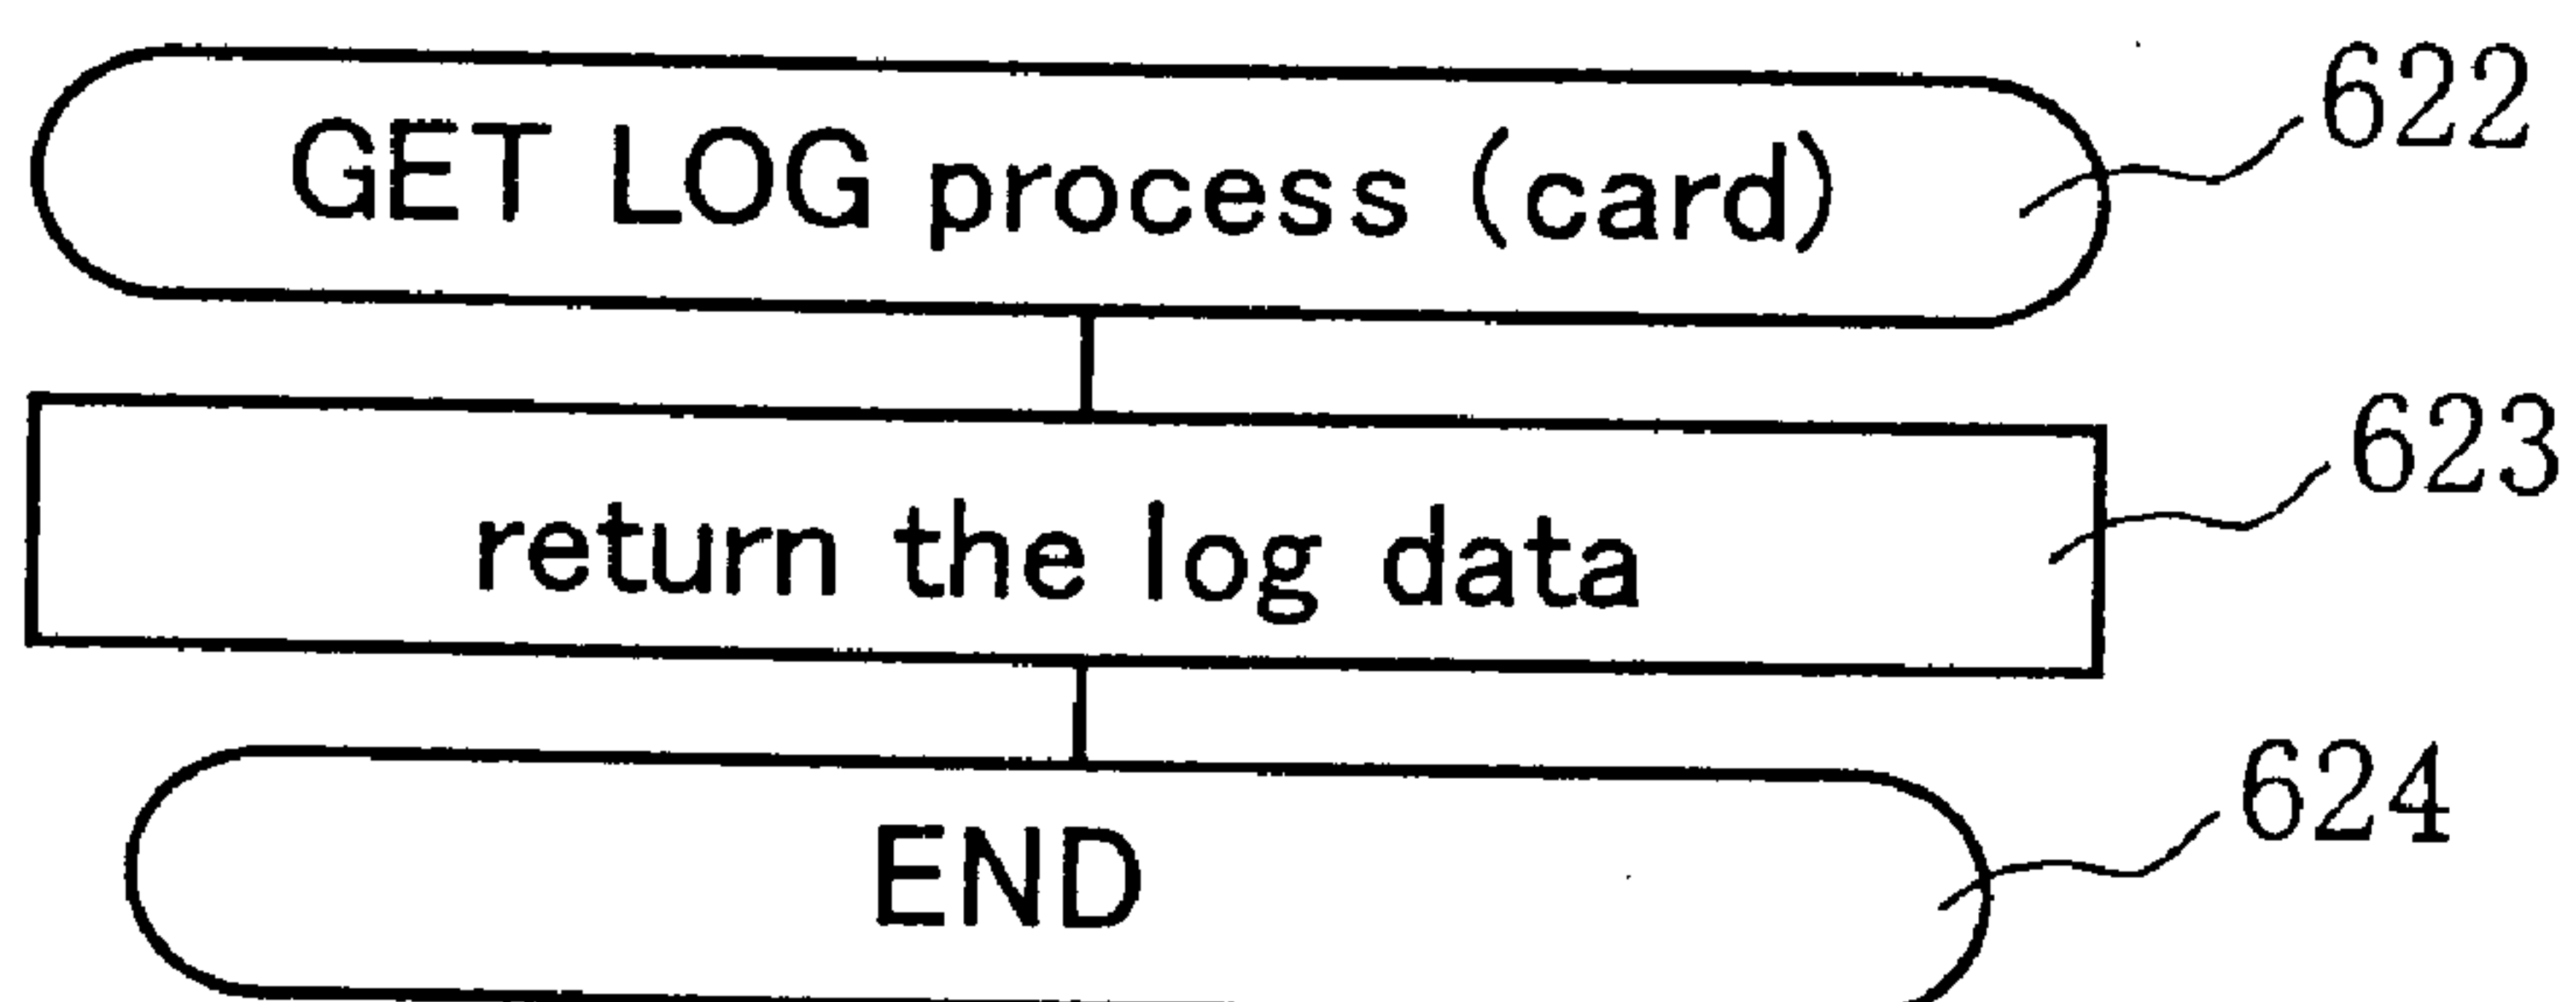 GET LOG process (card) 622
return the log data 623
END 624